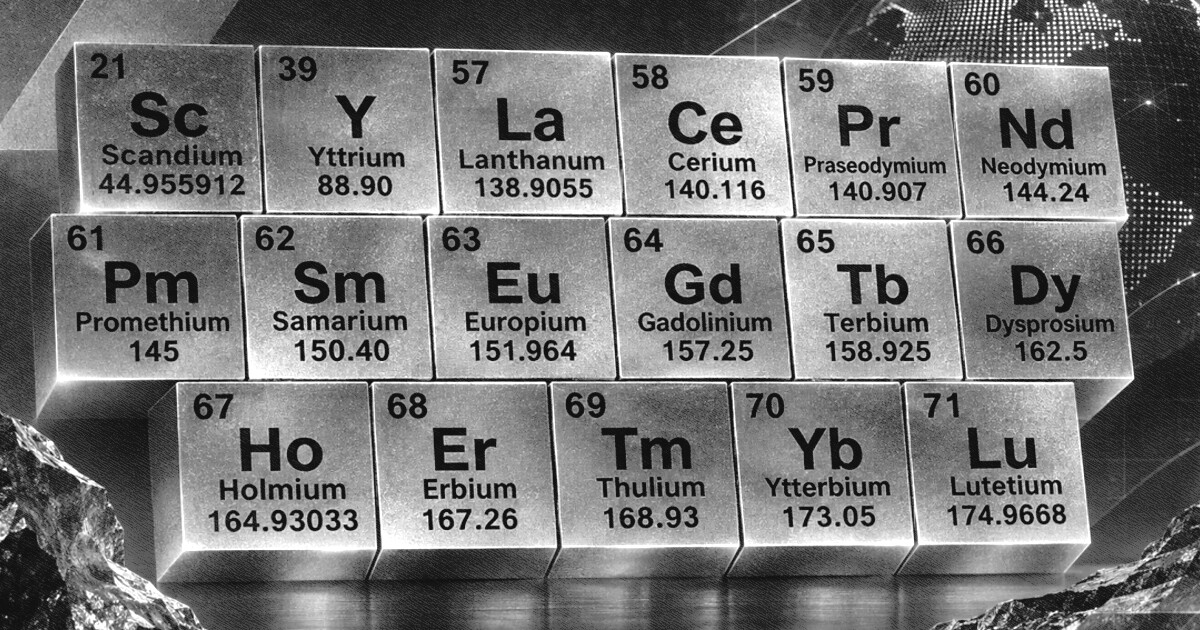 21
Sc
Scandium
44.955912
39
Y
Yttrium
88.90
57
La
Lanthanum
138.9055
58
Ce
Cerium
140.116
59
Pr
Praseodymium
140.907
60
Nd
Neodymium
144.24
61
Pm
Promethium
145
62
Sm
Samarium
150.40
63
Eu
Europium
151.964
64
Gd
Gadolinium
157.25
65
Tb
Terbium
158.925
66
Dy
Dysprosium
162.5
67
Ho
Holmium
164.93033
68
Er
Erbium
167.26
69
Tm
Thulium
168.93
70
Yb
Ytterbium
173.05
71
Lu
Lutetium
174.9668